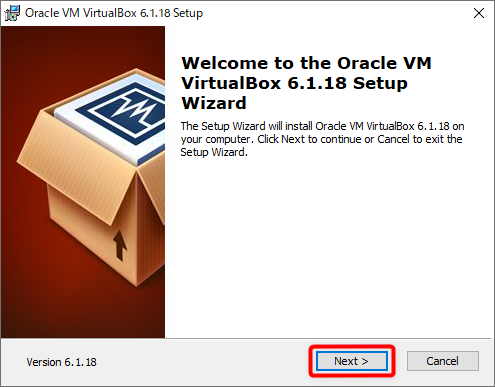 Oracle VM VirtualBox 6.1.18 Setup
Welcome to the Oracle VM
VirtualBox 6.1.18 Setup
Wizard
The Setup Wizard will install Oracle VM VirtualBox 6.1.18 on
your computer. Click Next to continue or Cancel to exit the
Setup Wizard.
Version 6.1.18
Next >
Cancel